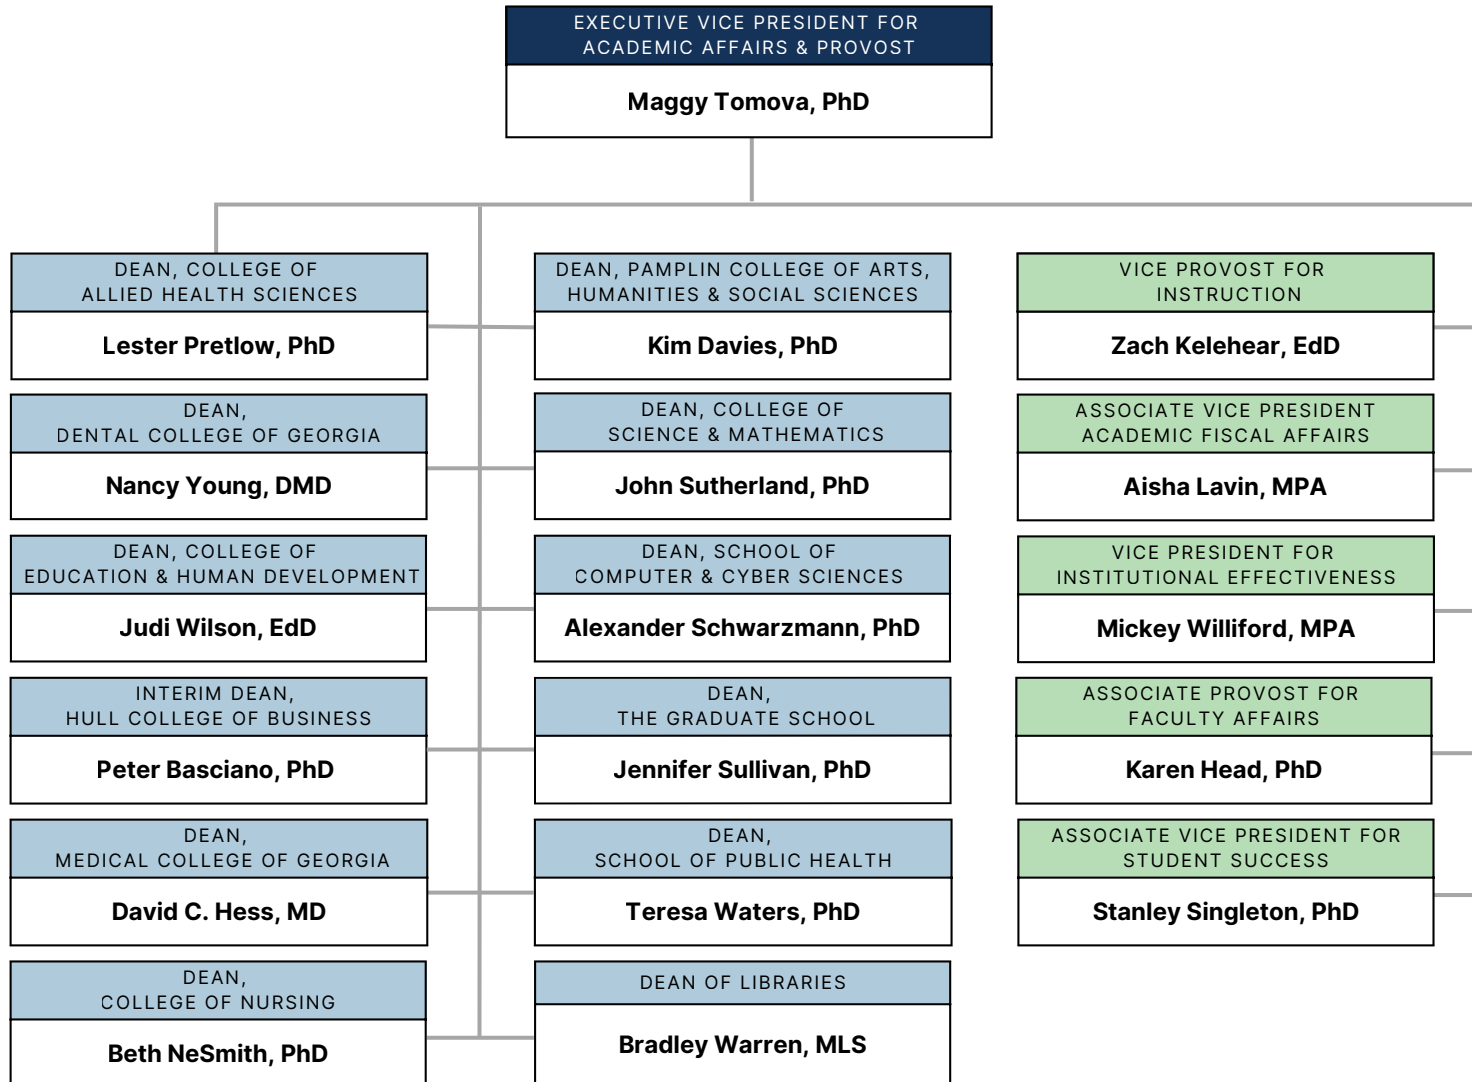 EXECUTIVE VICE PRESIDENT FOR
ACADEMIC AFFAIRS & PROVOST
Maggy Tomova, PhD
DEAN, COLLEGE OF
ALLIED HEALTH SCIENCES
Lester Pretlow, PhD
DEAN,
DENTAL COLLEGE OF GEORGIA
Nancy Young, DMD
DEAN, COLLEGE OF
EDUCATION & HUMAN DEVELOPMENT
Judi Wilson, EdD
INTERIM DEAN,
HULL COLLEGE OF BUSINESS
Peter Basciano, PhD
DEAN,
MEDICAL COLLEGE OF GEORGIA
David C. Hess, MD
DEAN,
COLLEGE OF NURSING
Beth NeSmith, PhD
DEAN, PAMPLIN COLLEGE OF ARTS,
HUMANITIES & SOCIAL SCIENCES
Kim Davies, PhD
DEAN, COLLEGE OF
SCIENCE & MATHEMATICS
John Sutherland, PhD
DEAN, SCHOOL OF
COMPUTER & CYBER SCIENCES
Alexander Schwarzmann, PhD
DEAN,
THE GRADUATE SCHOOL
Jennifer Sullivan, PhD
DEAN,
SCHOOL OF PUBLIC HEALTH
Teresa Waters, PhD
DEAN OF LIBRARIES
Bradley Warren, MLS
VICE PROVOST FOR
INSTRUCTION
Zach Kelehear, EdD
ASSOCIATE VICE PRESIDENT
ACADEMIC FISCAL AFFAIRS
Aisha Lavin, MPA
VICE PRESIDENT FOR
INSTITUTIONAL EFFECTIVENESS
Mickey Williford, MPA
ASSOCIATE PROVOST FOR
FACULTY AFFAIRS
Karen Head, PhD
ASSOCIATE VICE PRESIDENT FOR
STUDENT SUCCESS
Stanley Singleton, PhD